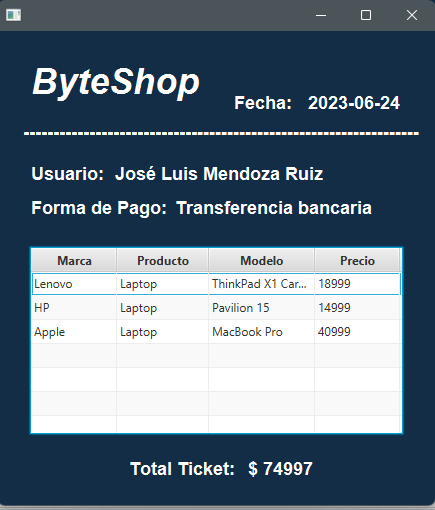 ByteShop
Fecha: 2023-06-24
Usuario: José Luis Mendoza Ruiz
Forma de Pago: Transferencia bancaria
Marca Producto Modelo Precio
Lenovo Laptop ThinkPad X1 Car... 18999
HP Laptop Pavilion 15 14999
Apple Laptop MacBook Pro 40999
Total Ticket: $ 74997